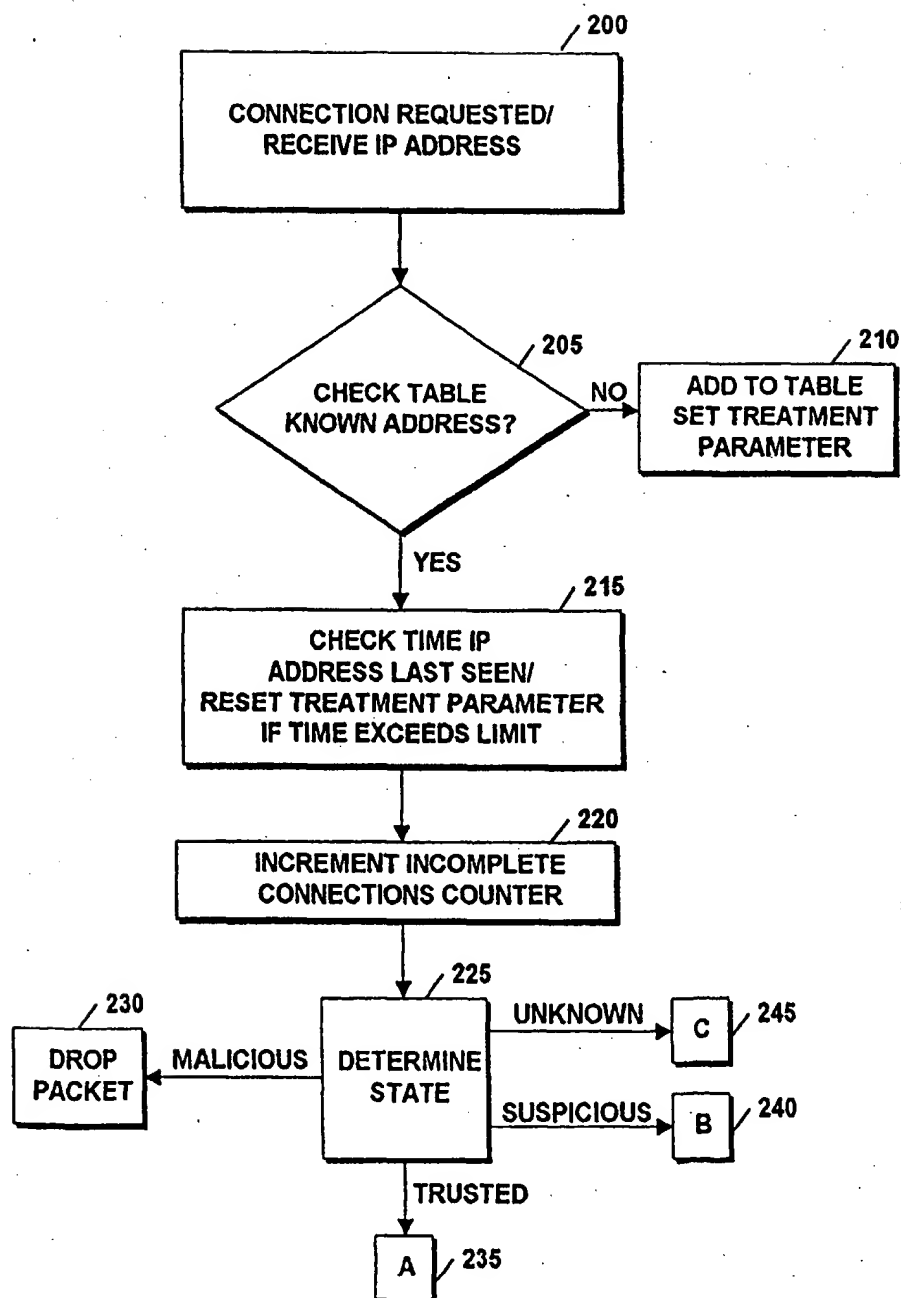 200
CONNECTION REQUESTED/
RECEIVE IP ADDRESS
205
CHECK TABLE
KNOWN ADDRESS?
NO
210
ADD TO TABLE
SET TREATMENT
PARAMETER
YES
215
CHECK TIME IP
ADDRESS LAST SEEN/
RESET TREATMENT PARAMETER
IF TIME EXCEEDS LIMIT
220
INCREMENT INCOMPLETE
CONNECTIONS COUNTER
225
DETERMINE
STATE
230
DROP
PACKET
MALICIOUS
UNKNOWN
C
245
SUSPICIOUS
B
240
TRUSTED
A
235